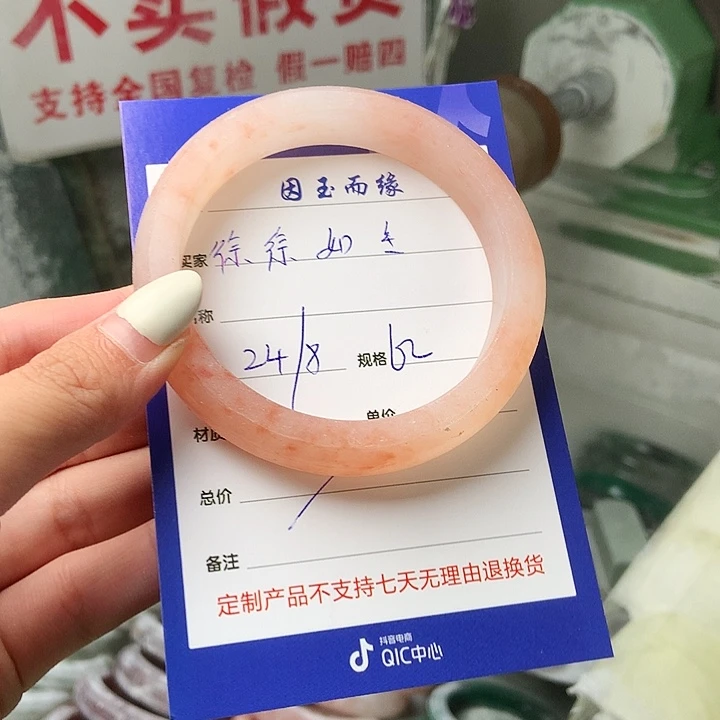 不卖假货
支持全国复检 假一赔四
因玉而缘
买家 徐徐如
称
24/8 规格 62
单价
材质
总价
备注
定制产品不支持七天无理由退换货
抖音电商
QIC中心